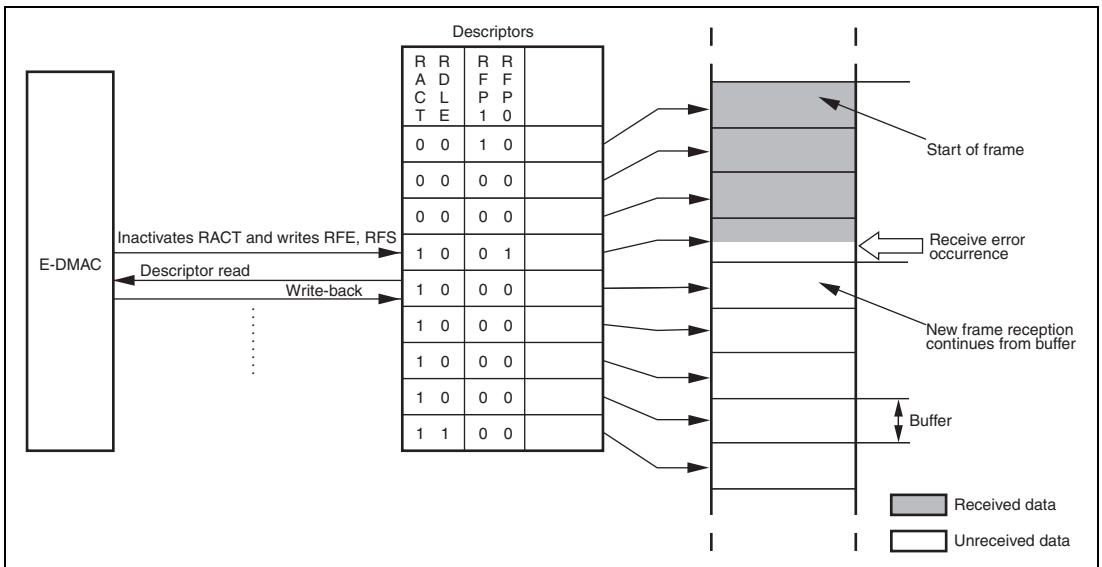 Descriptors
R R R R
A D F F
C L P P
T E 1 0
0 0 1 0
0 0 0 0
0 0 0 0
1 0 0 1
1 0 0 0
1 0 0 0
1 0 0 0
1 0 0 0
1 1 0 0
E-DMAC
Inactivates RACT and writes RFE, RFS
Descriptor read
Write-back
Start of frame
Receive error
occurrence
New frame reception
continues from buffer
Buffer
Received data
Unreceived data